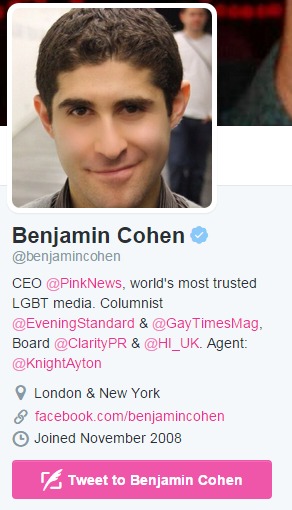 Benjamin Cohen
@benjamincohen
CEO @PinkNews, world's most trusted
LGBT media. Columnist
@EveningStandard & @GayTimesMag,
Board @ClarityPR & @HI_UK. Agent:
@KnightAyton
London & New York
facebook.com/benjamincohen
Joined November 2008
Tweet to Benjamin Cohen